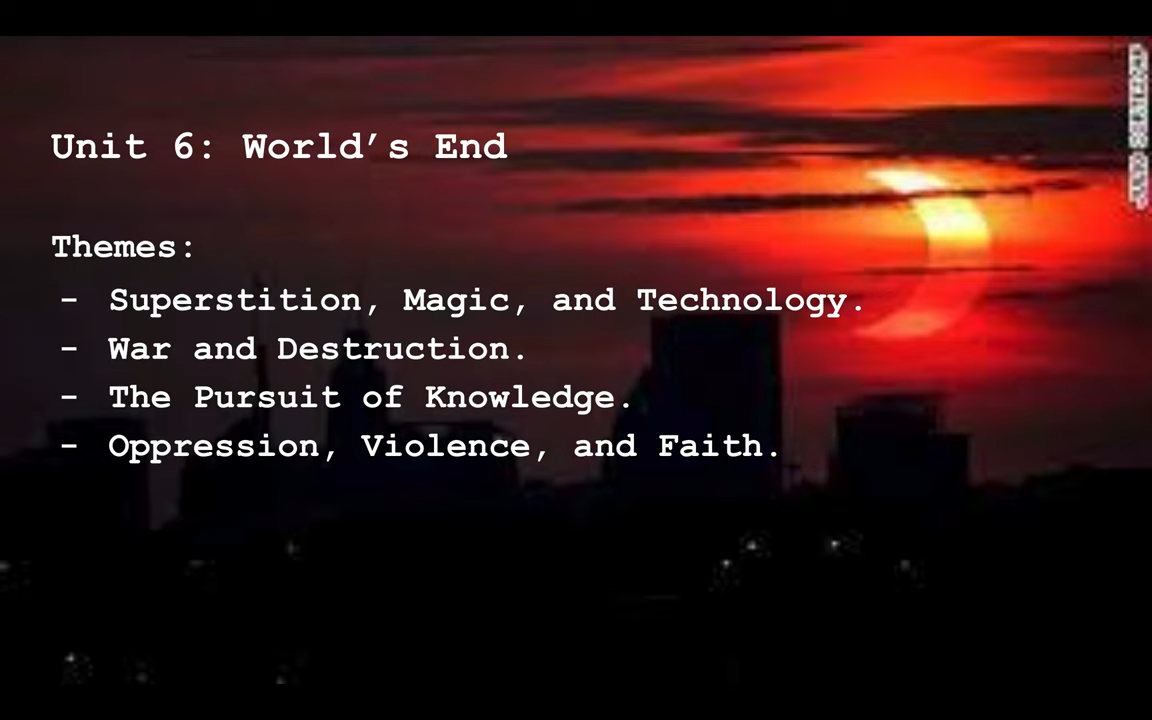 Unit 6: World’s End
Themes:
- Superstition, Magic, and Technology.
- War and Destruction.
- The Pursuit of Knowledge.
- Oppression, Violence, and Faith.